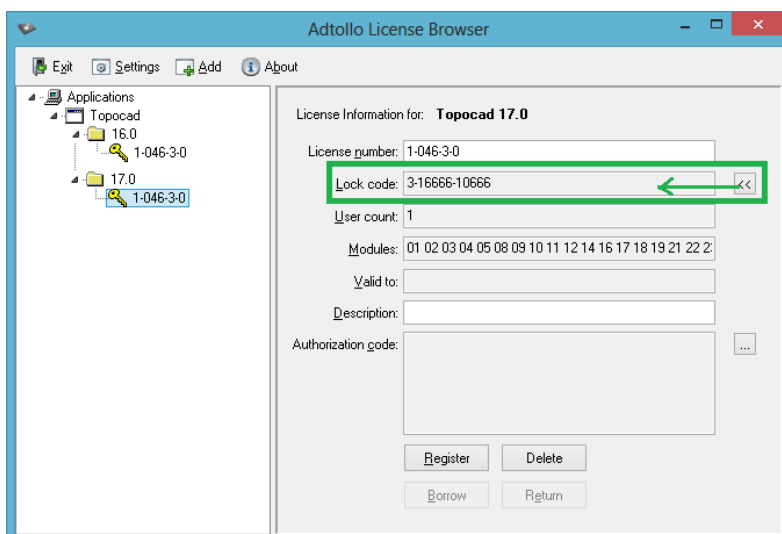 Adtollo License Browser
Exit Settings Add About
Applications
Topocad
16.0
1-046-3-0
17.0
1-046-3-0
License Information for: Topocad 17.0
License number: 1-046-3-0
Lock code: 3-16666-10666 <<
User count: 1
Modules: 01 02 03 04 05 08 09 10 11 12 14 16 17 18 19 21 22 2
Valid to:
Description:
Authorization code: ...
Register Delete
Borrow Return